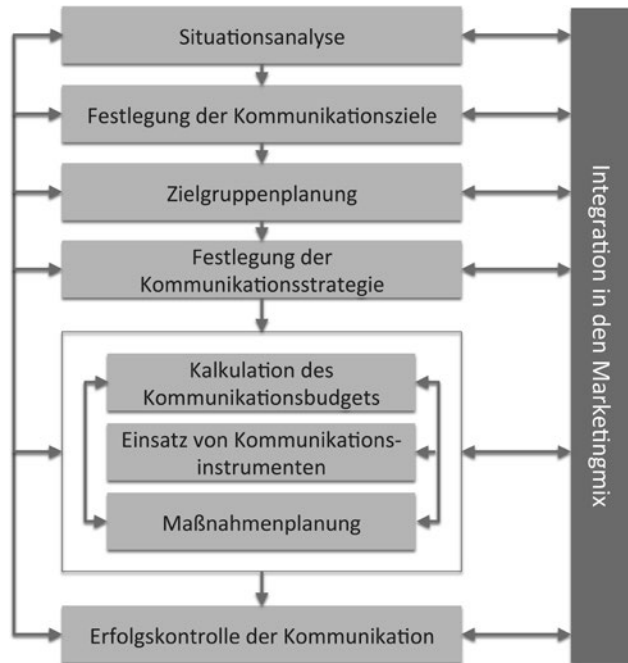 Situationsanalyse
Festlegung der Kommunikationsziele
Zielgruppenplanung
Festlegung der
Kommunikationsstrategie
Kalkulation des
Kommunikationsbudgets
Einsatz von Kommunikations-
instrumenten
Maßnahmenplanung
Erfolgskontrolle der Kommunikation
Integration in den Marketingmix